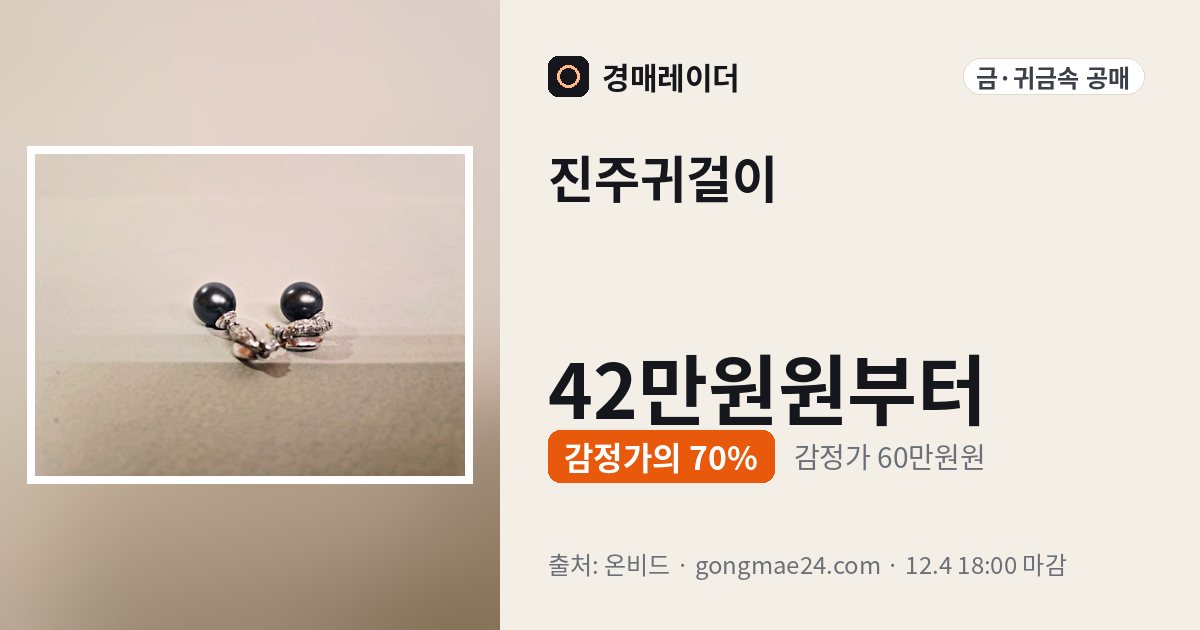 경매레이더
금·귀금속 공매
진주귀걸이
42만원원부터
감정가의 70% 감정가 60만원원
출처: 온비드 · gongmae24.com · 12.4 18:00 마감